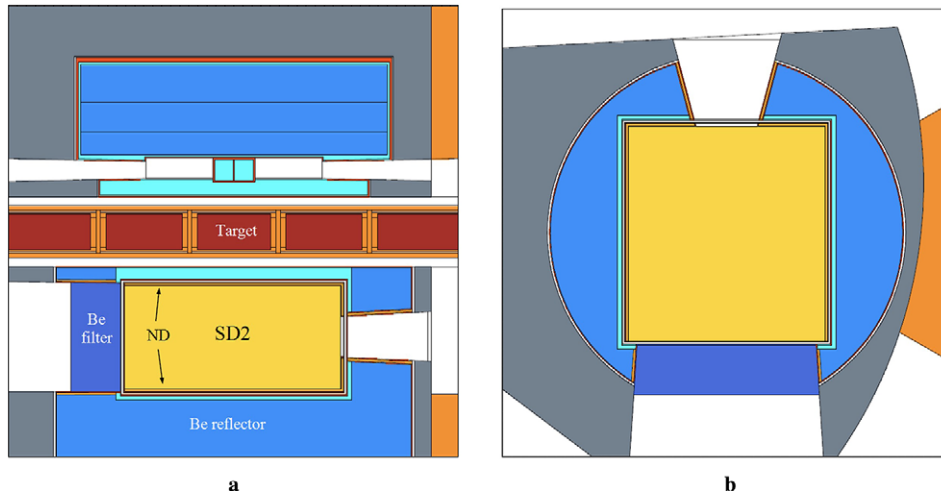 Target
Be
filter
ND
SD2
Be reflector
a
b